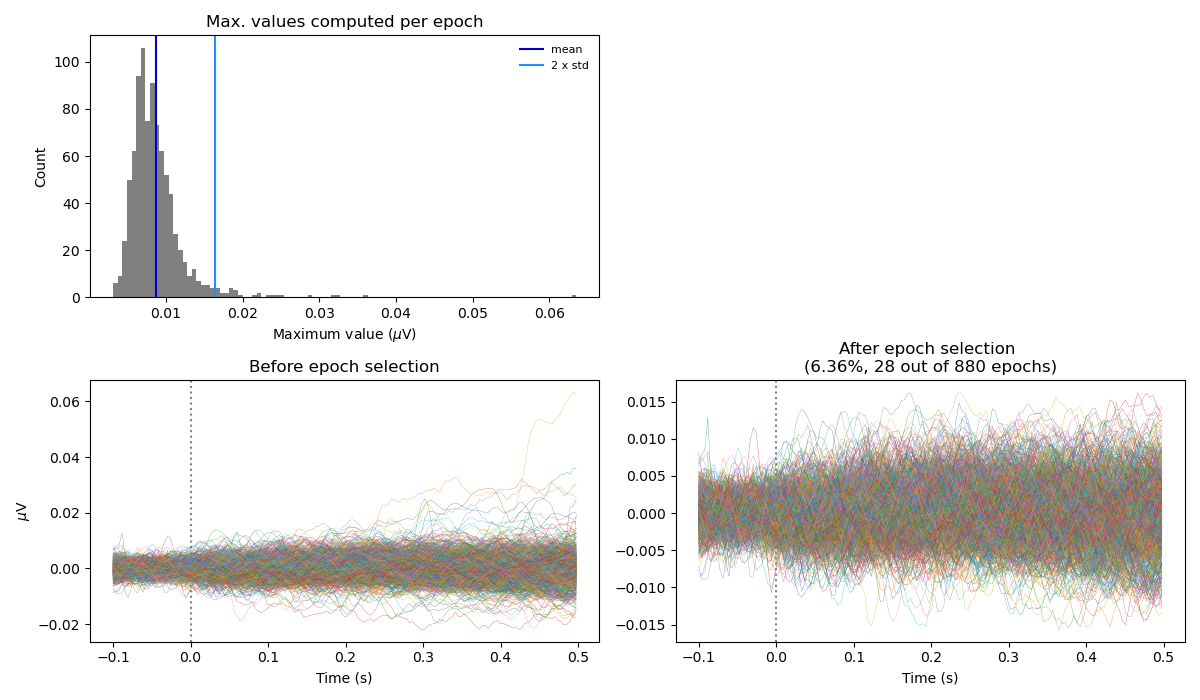 Max. values computed per epoch
mean
2 x std
Count
100
80
60
40
20
0
0.01 0.02 0.03 0.04 0.05 0.06
Maximum value (μV)
Before epoch selection
μV
0.06
0.04
0.02
0.00
−0.02
−0.1 0.0 0.1 0.2 0.3 0.4 0.5
Time (s)
After epoch selection
(6.36%, 28 out of 880 epochs)
0.015
0.010
0.005
0.000
−0.005
−0.010
−0.015
−0.1 0.0 0.1 0.2 0.3 0.4 0.5
Time (s)